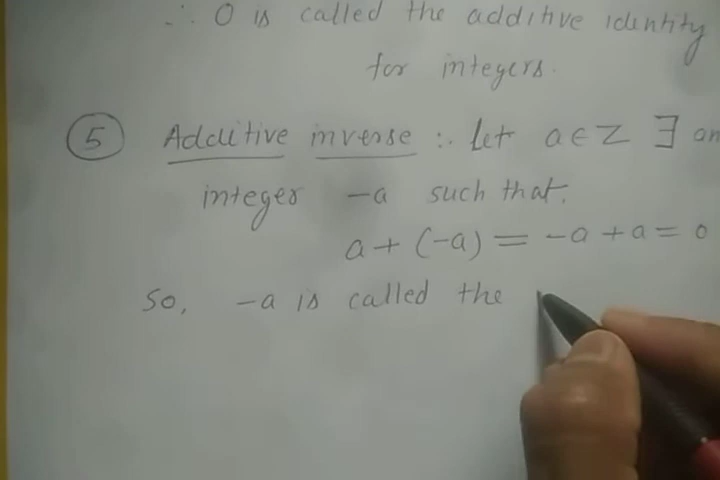 ∴ 0 is called the additive identity
for integers.
5 Additive inverse :. Let a ∈ Z ∃ an
integer -a such that.
a + (-a) = -a + a = 0
So, -a is called the